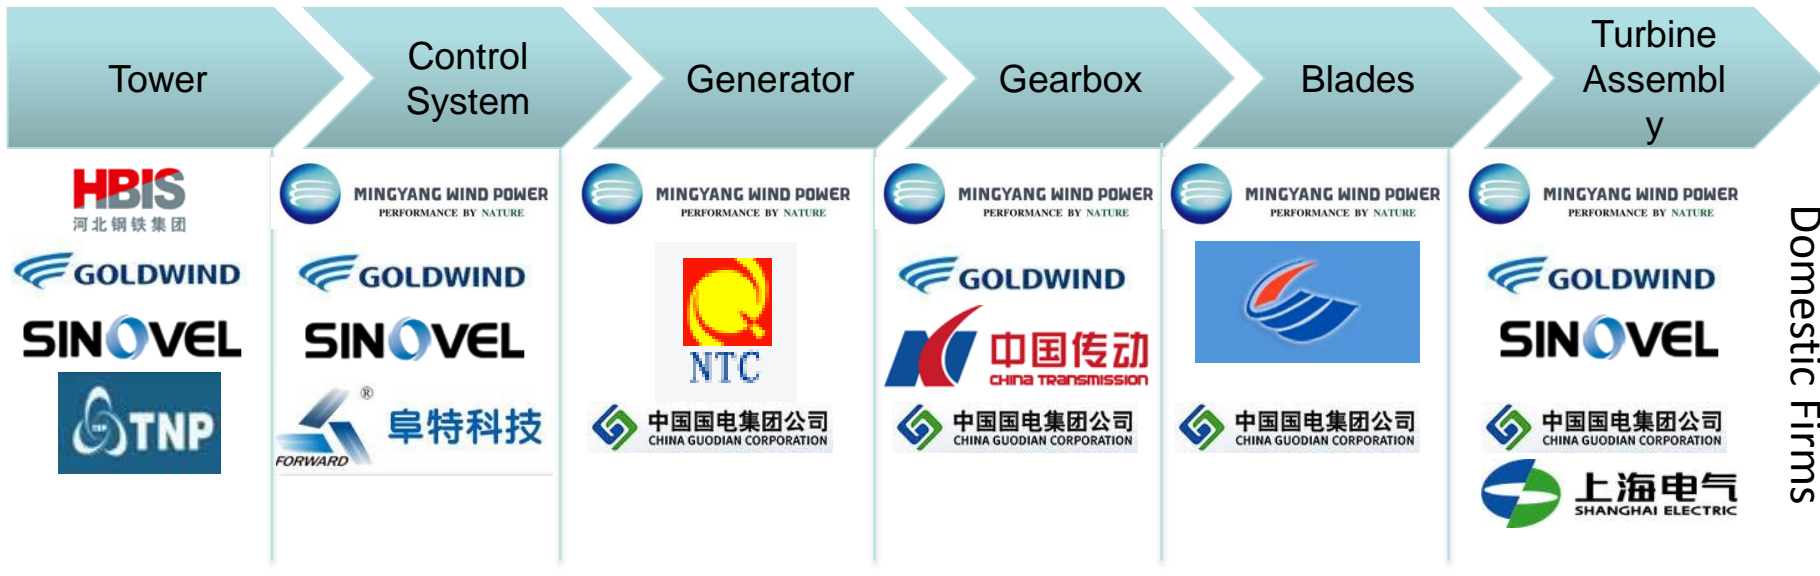 Tower
Control
System
Generator
Gearbox
Blades
Turbine
Assembl
y
HBIS
河北钢铁集团
GOLDWIND
SINOVEL
TNP
MINGYANG WIND POWER
PERFORMANCE BY NATURE
GOLDWIND
SINOVEL
®
阜特科技
FORWARD
MINGYANG WIND POWER
PERFORMANCE BY NATURE
NTC
中国国电集团公司
CHINA GUODIAN CORPORATION
MINGYANG WIND POWER
PERFORMANCE BY NATURE
GOLDWIND
中国传动
CHINA TRANSMISSION
中国国电集团公司
CHINA GUODIAN CORPORATION
MINGYANG WIND POWER
PERFORMANCE BY NATURE
中国国电集团公司
CHINA GUODIAN CORPORATION
MINGYANG WIND POWER
PERFORMANCE BY NATURE
GOLDWIND
SINOVEL
中国国电集团公司
CHINA GUODIAN CORPORATION
上海电气
SHANGHAI ELECTRIC
Domestic Firms